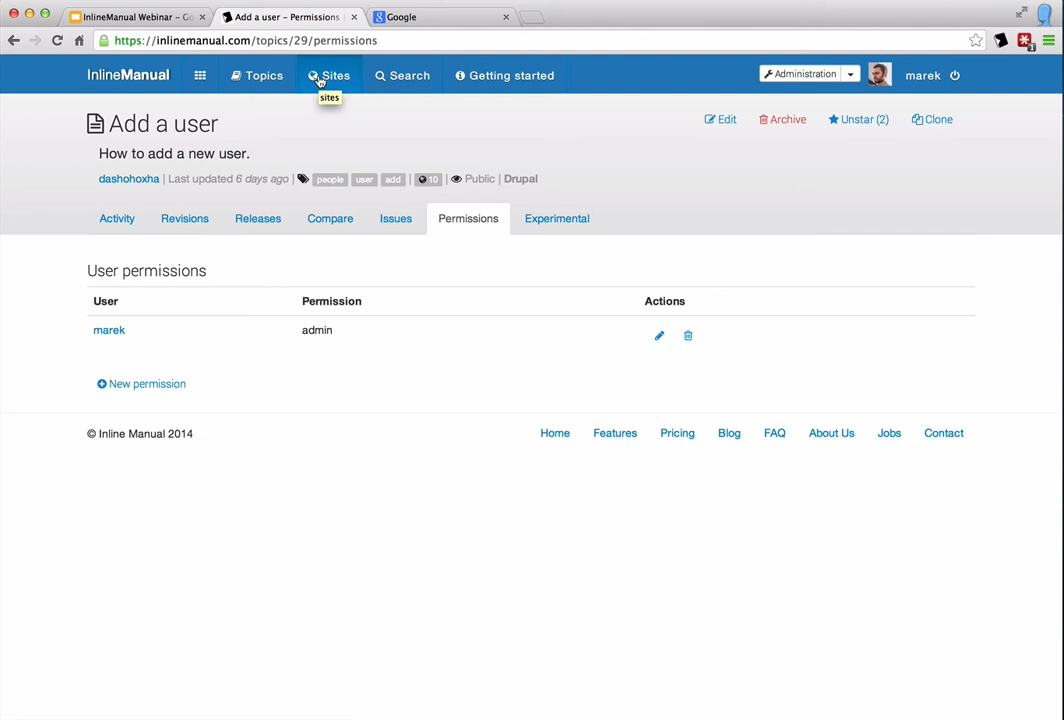 InlineManual Webinar – Go
Add a user – Permissions
Google
https://inlinemanual.com/topics/29/permissions
InlineManual
Topics
Sites
Search
Getting started
Administration
marek
sites
Add a user
Edit
Archive
Unstar (2)
Clone
How to add a new user.
dashohoxha | Last updated 6 days ago | people user add | 10 | Public | Drupal
Activity
Revisions
Releases
Compare
Issues
Permissions
Experimental
User permissions
User Permission Actions
marek admin
New permission
© Inline Manual 2014
Home Features Pricing Blog FAQ About Us Jobs Contact